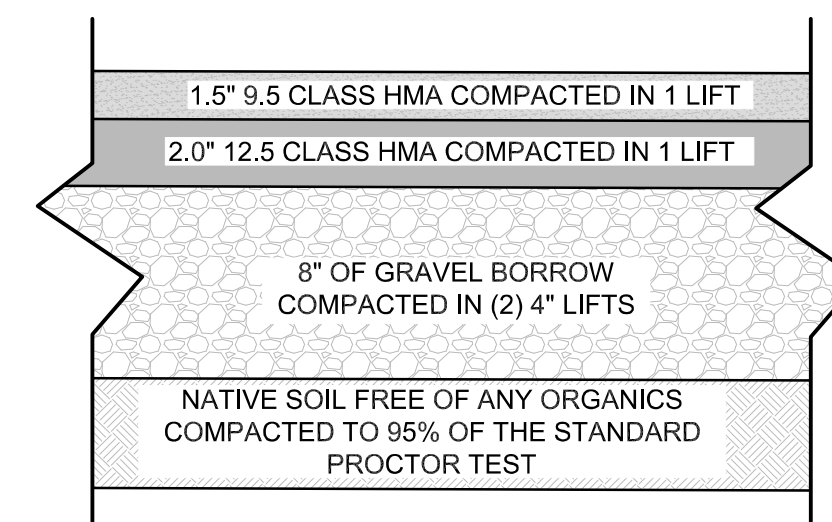 1.5" 9.5 CLASS HMA COMPACTED IN 1 LIFT
2.0" 12.5 CLASS HMA COMPACTED IN 1 LIFT
8" OF GRAVEL BORROW
COMPACTED IN (2) 4" LIFTS
NATIVE SOIL FREE OF ANY ORGANICS
COMPACTED TO 95% OF THE STANDARD
PROCTOR TEST